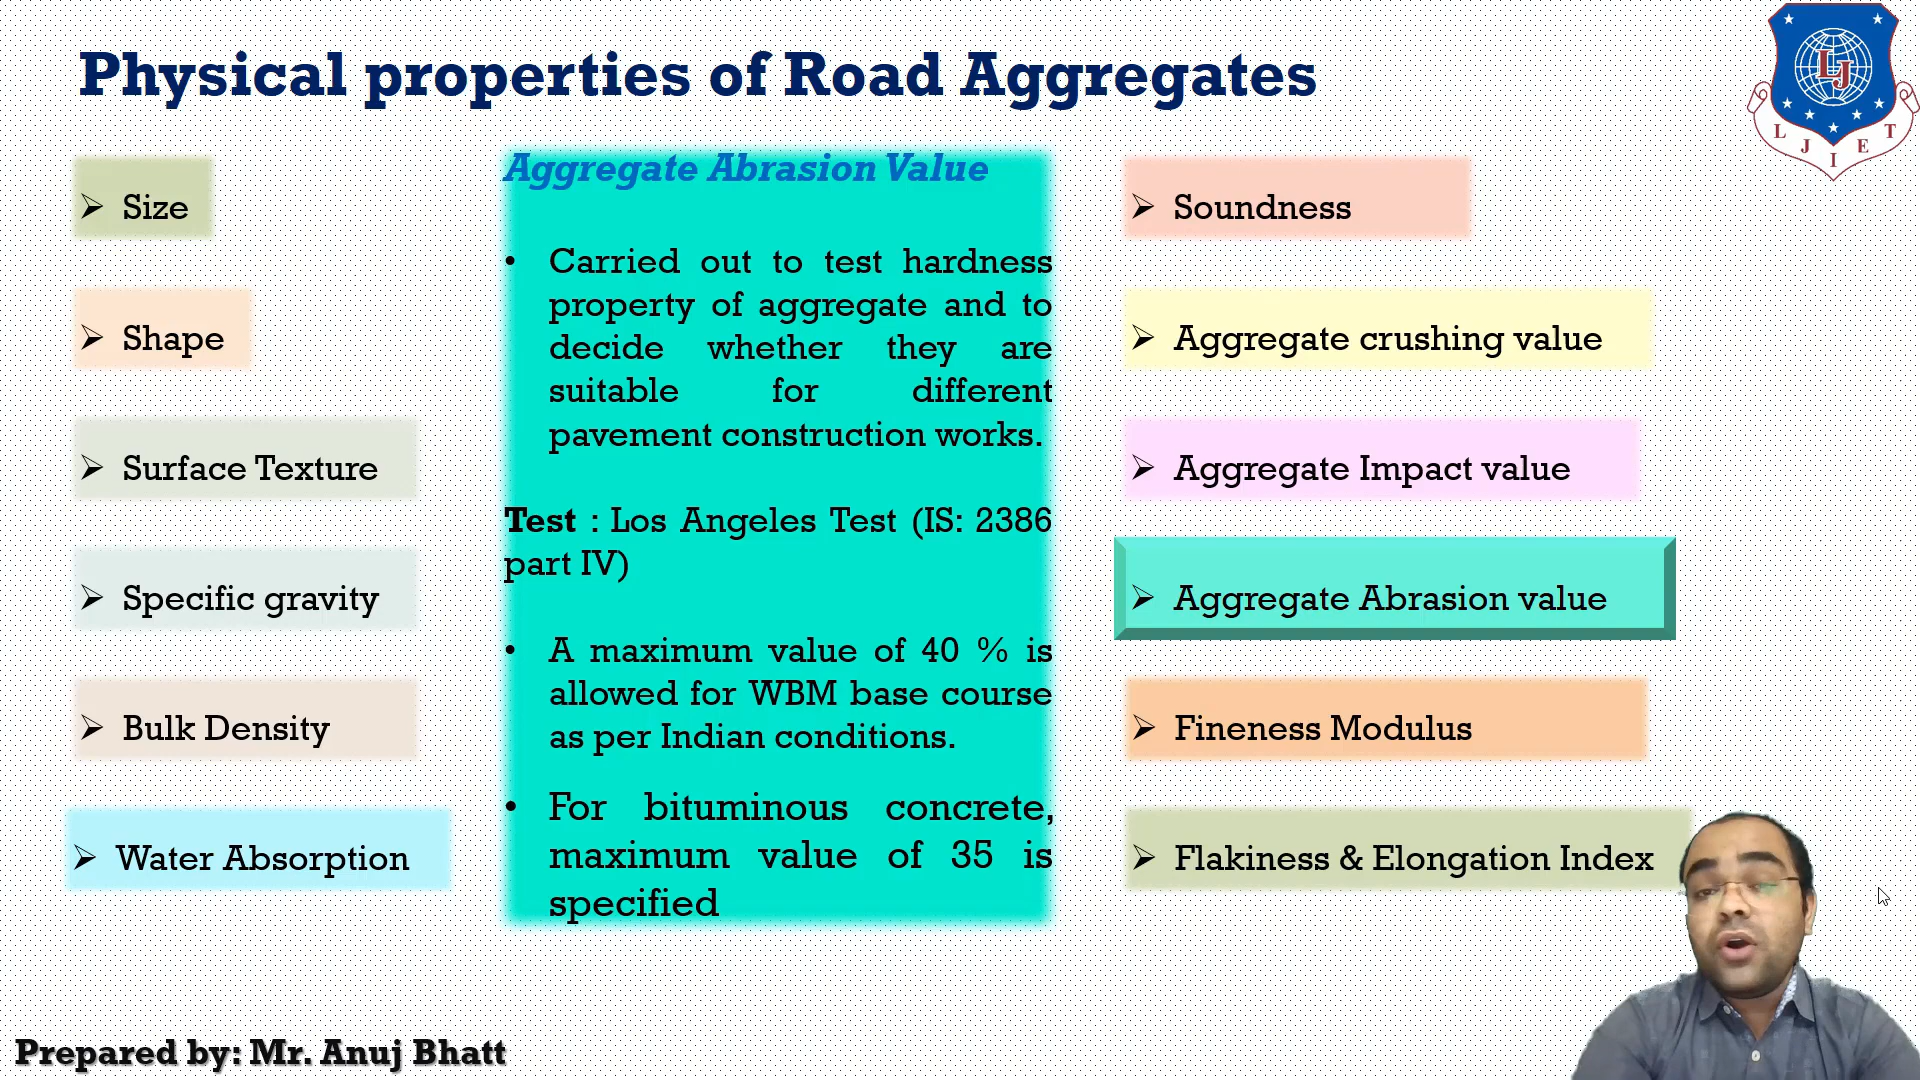 Physical properties of Road Aggregates
LJ
L J I E T
➢ Size
➢ Shape
➢ Surface Texture
➢ Specific gravity
➢ Bulk Density
➢ Water Absorption
Aggregate Abrasion Value
• Carried out to test hardness
property of aggregate and to
decide whether they are
suitable for different
pavement construction works.
Test : Los Angeles Test (IS: 2386
part IV)
• A maximum value of 40 % is
allowed for WBM base course
as per Indian conditions.
• For bituminous concrete,
maximum value of 35 is
specified
➢ Soundness
➢ Aggregate crushing value
➢ Aggregate Impact value
➢ Aggregate Abrasion value
➢ Fineness Modulus
➢ Flakiness & Elongation Index
Prepared by: Mr. Anuj Bhatt